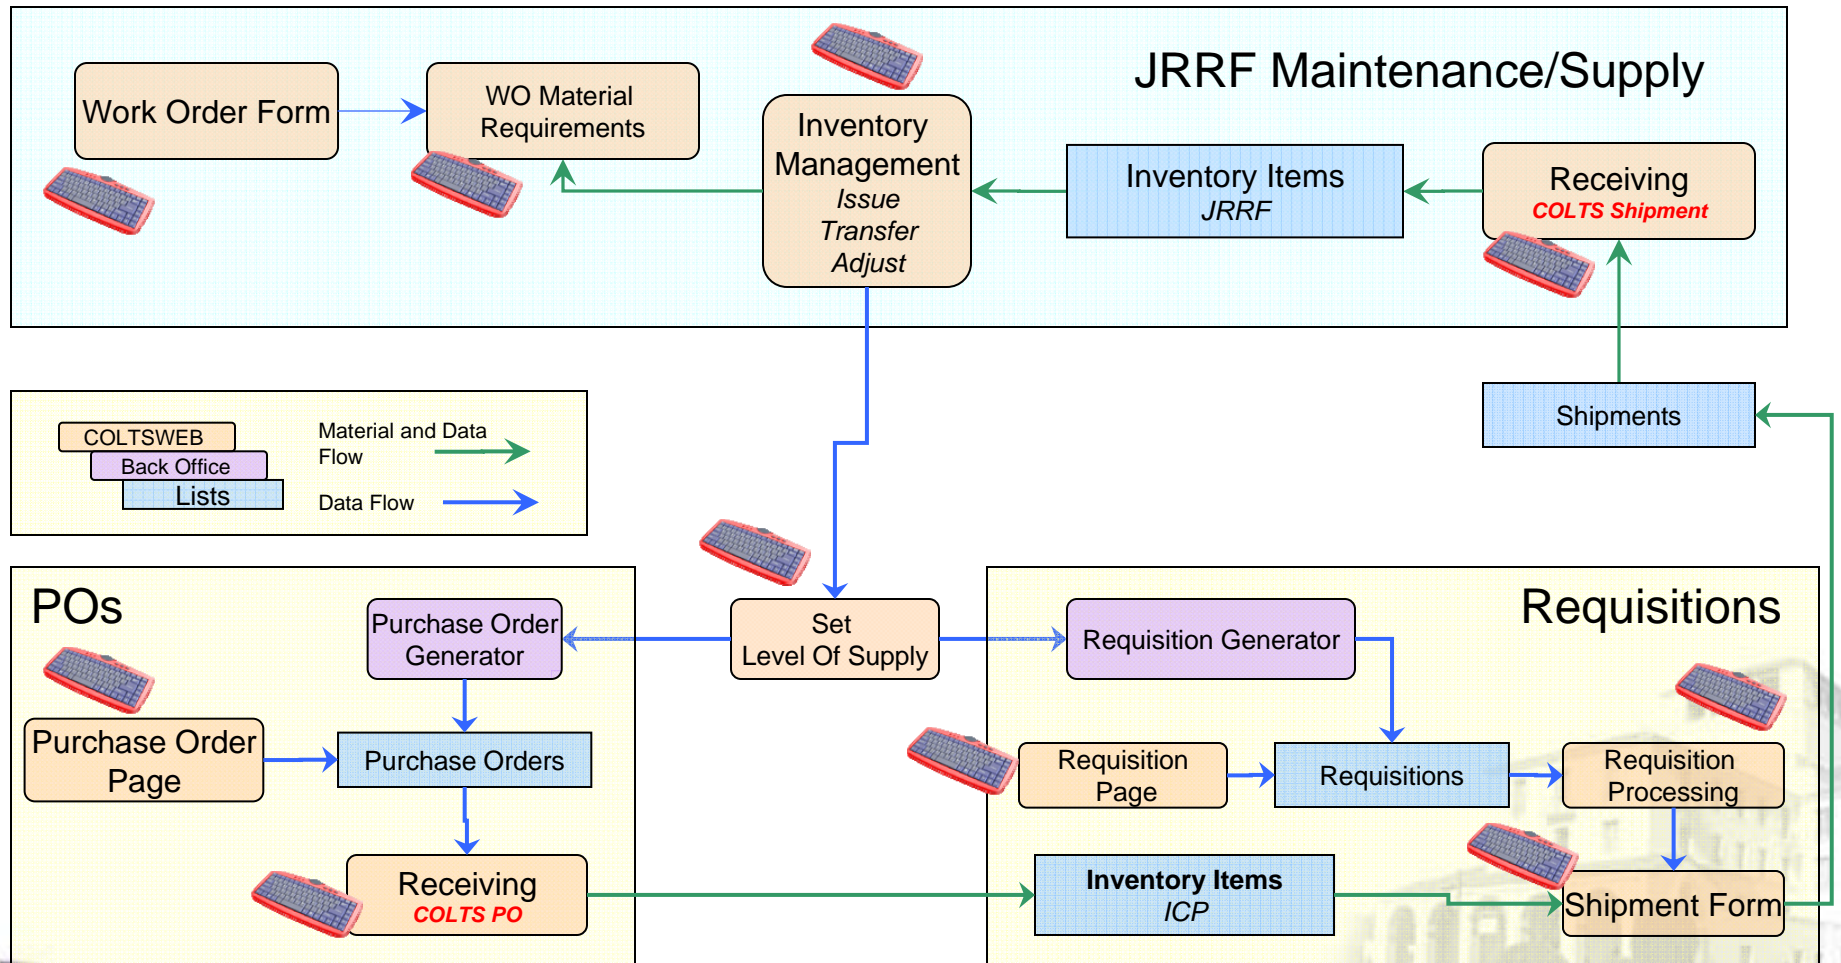 JRRF Maintenance/Supply
Work Order Form
WO Material
Requirements
Inventory
Management
Issue
Transfer
Adjust
Inventory Items
JRRF
Receiving
COLTS Shipment
Shipments
COLTSWEB
Back Office
Lists
Material and Data
Flow
Data Flow
POs
Purchase Order
Generator
Purchase Order
Page
Purchase Orders
Receiving
COLTS PO
Set
Level Of Supply
Requisitions
Requisition Generator
Requisition
Page
Requisitions
Requisition
Processing
Inventory Items
ICP
Shipment Form